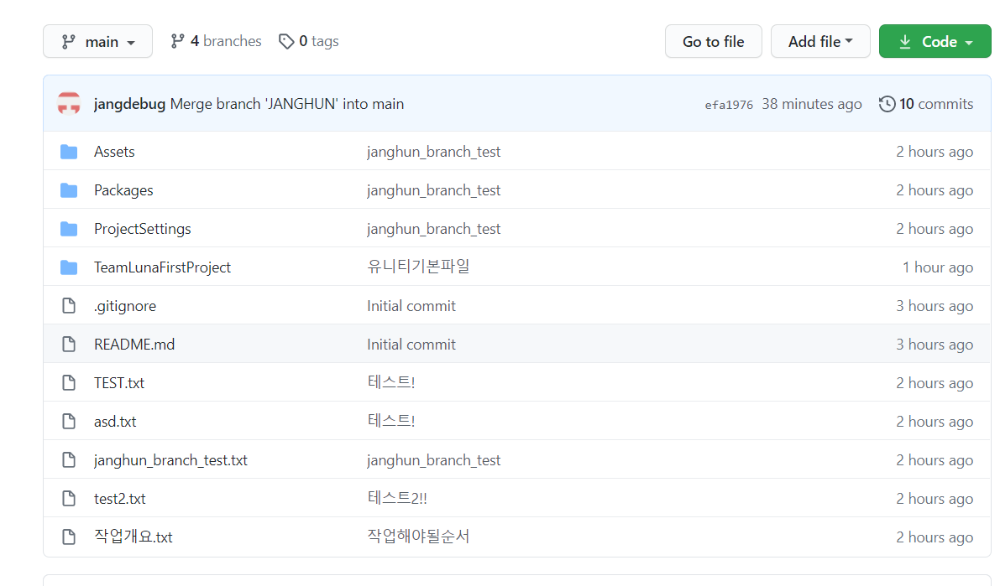 main 4 branches 0 tags Go to file Add file Code
jangdebug Merge branch 'JANGHUN' into main efa1976 38 minutes ago 10 commits
Assets janghun_branch_test 2 hours ago
Packages janghun_branch_test 2 hours ago
ProjectSettings janghun_branch_test 2 hours ago
TeamLunaFirstProject 유니티기본파일 1 hour ago
.gitignore Initial commit 3 hours ago
README.md Initial commit 3 hours ago
TEST.txt 테스트! 2 hours ago
asd.txt 테스트! 2 hours ago
janghun_branch_test.txt janghun_branch_test 2 hours ago
test2.txt 테스트2!! 2 hours ago
작업개요.txt 작업해야될순서 2 hours ago